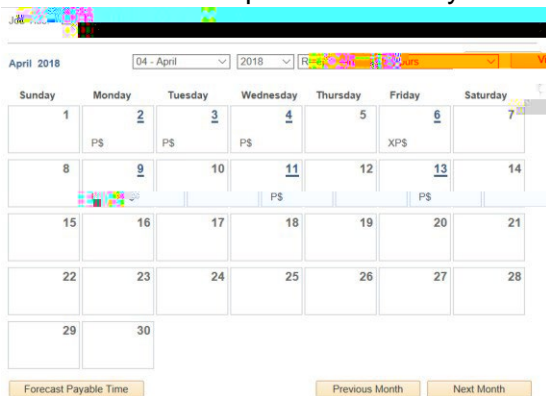 April 2018 04 - April 2018
Sunday Monday Tuesday Wednesday Thursday Friday Saturday
1 2 3 4 5 6 7
P$ P$ P$ XP$
8 9 10 11 12 13 14
P$ P$
15 16 17 18 19 20 21
22 23 24 25 26 27 28
29 30
Forecast Payable Time Previous Month Next Month